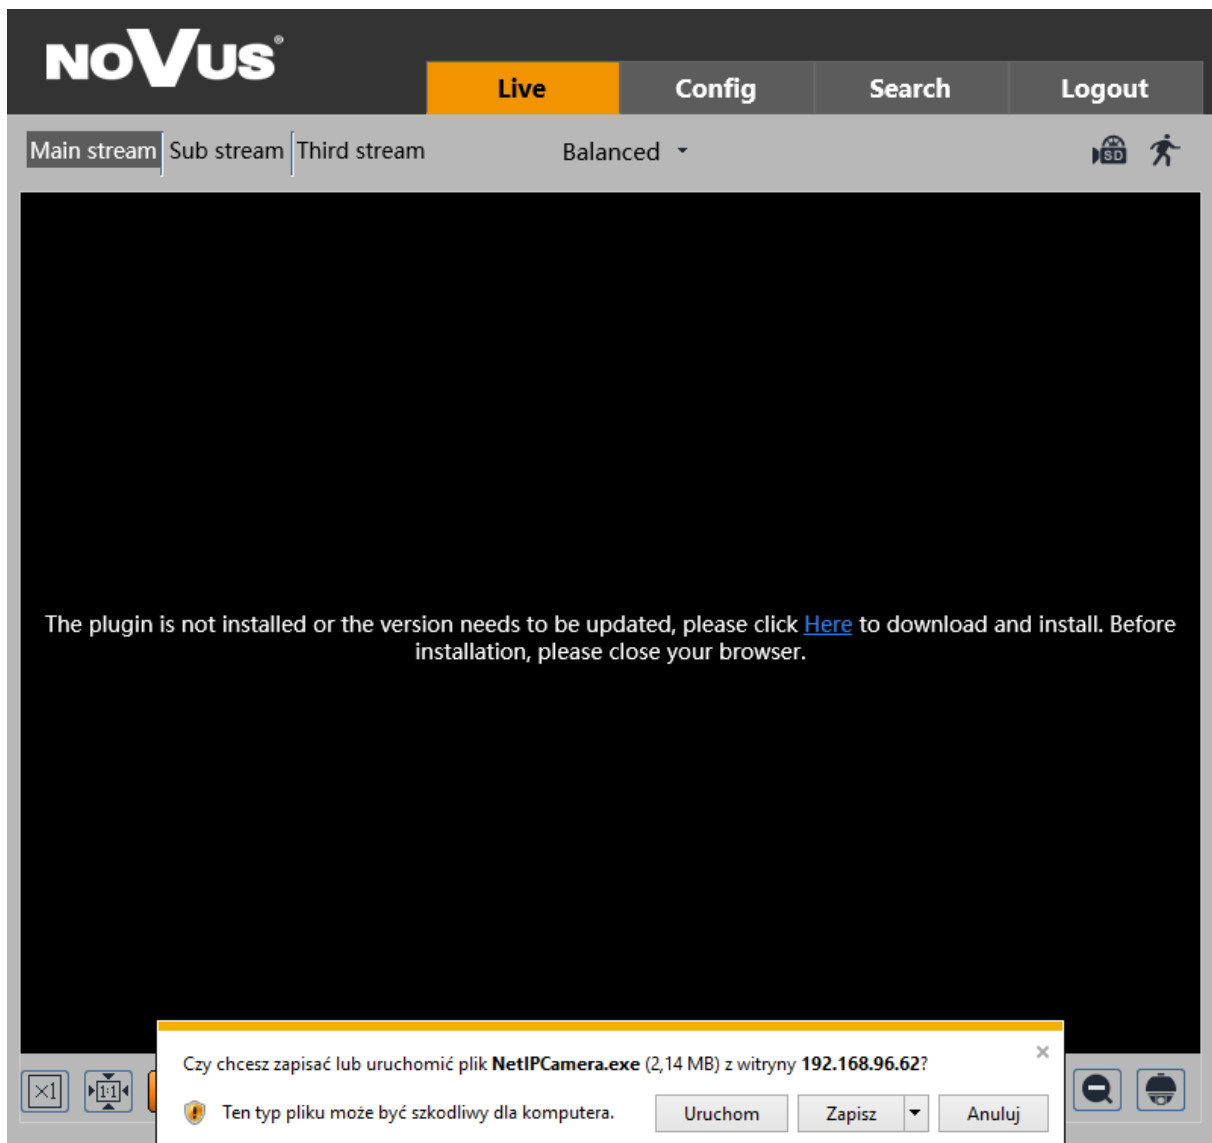 NOVUS®
Live Config Search Logout
Main stream Sub stream Third stream Balanced
SD
The plugin is not installed or the version needs to be updated, please click Here to download and install. Before
installation, please close your browser.
Czy chcesz zapisać lub uruchomić plik NetIPCamera.exe (2,14 MB) z witryny 192.168.96.62?
×1 1:1
Ten typ pliku może być szkodliwy dla komputera. Uruchom Zapisz Anuluj